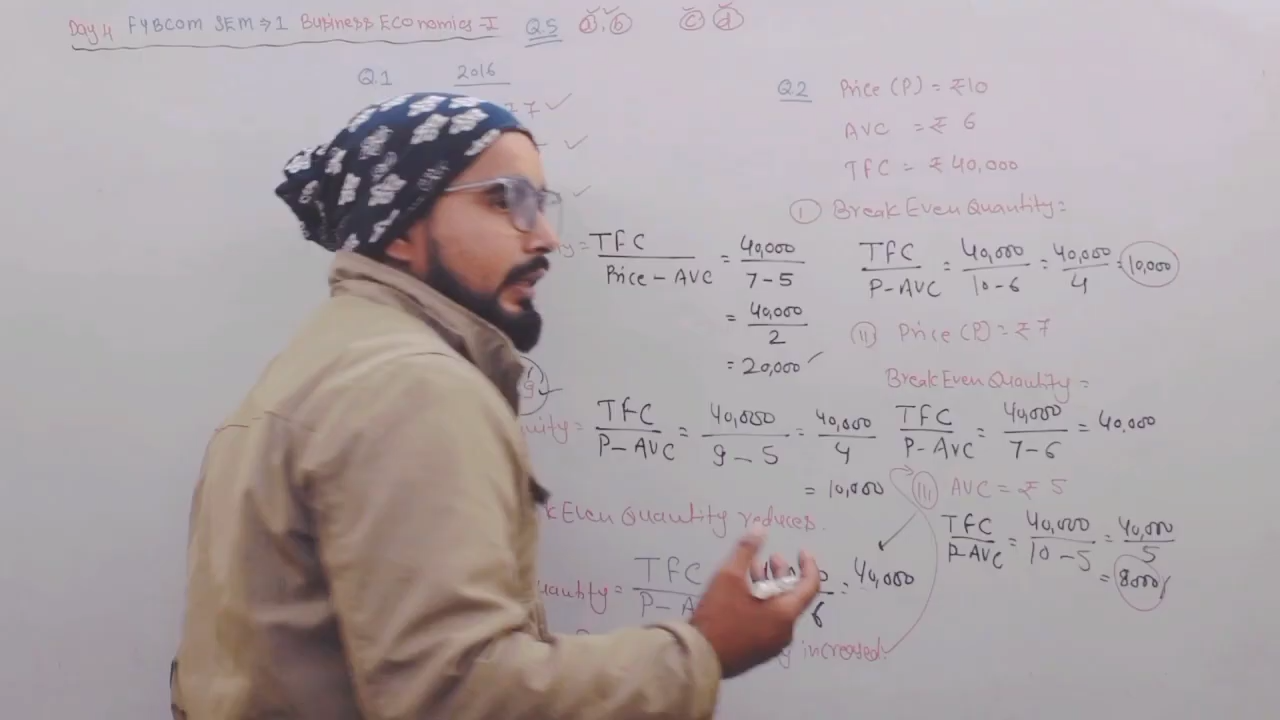 Day 4 FYBCOM SEM ⇒ 1 Business Economics-I Q.5 a, b c d
Q.1 2016
7 ✓
TFC / Price - AVC = 40,000 / 7-5
= 40,000 / 2
= 20,000 ✓
TFC / P-AVC = 40,000 / 9-5 = 40,000 / 4
= 10,000
Even Quantity reduces.
TFC / P-A 6 = 40,000
increased.
Q.2 Price (P) = ₹10
AVC = ₹ 6
TFC = ₹ 40,000
(I) Break Even Quantity =
TFC / P-AVC = 40,000 / 10-6 = 40,000 / 4 = 10,000
(II) Price (P) = ₹ 7
Break Even Quantity =
TFC / P-AVC = 40,000 / 7-6 = 40,000
(III) AVC = ₹ 5
TFC / P-AVC = 40,000 / 10-5 = 40,000 / 5
= 8000